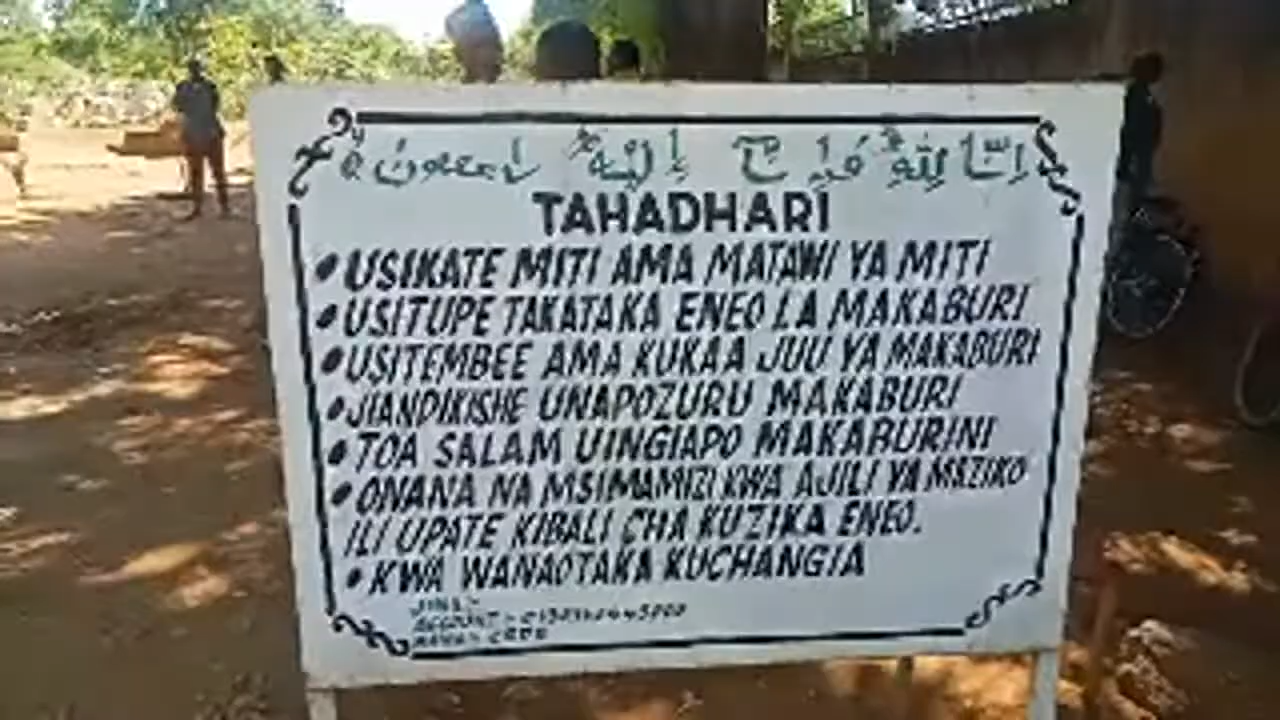 إِنَّا لِلَّهِ وَإِنَّآ إِلَيْهِ رَاجِعُونَ
TAHADHARI
• USIKATE MITI AMA MATAWI YA MITI
• USITUPE TAKATAKA ENEO LA MAKABURI
• USITEMBEE AMA KUKAA JUU YA MAKABURI
• JIANDIKISHE UNAPOZURU MAKABURI
• TOA SALAM UINGIAPO MAKABURINI
• ONANA NA MSIMAMIZI KWA AJILI YA MAZIKO
ILI UPATE KIBALI CHA KUZIKA ENEO.
• KWA WANAOTAKA KUCHANGIA